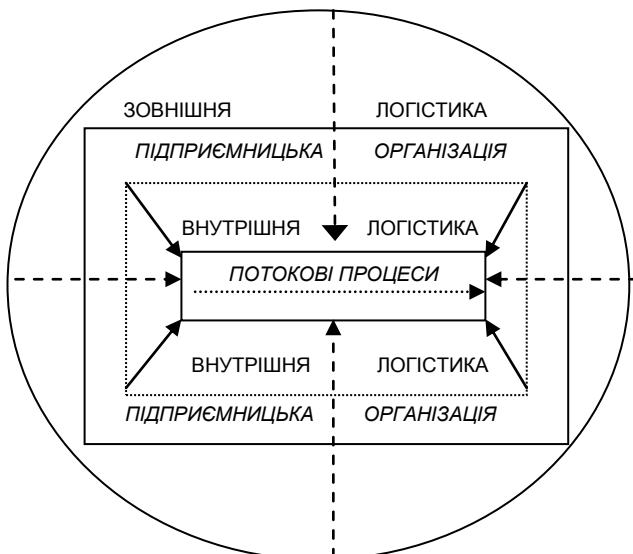 ЗОВНІШНЯ ЛОГІСТИКА
ПІДПРИЄМНИЦЬКА ОРГАНІЗАЦІЯ
ВНУТРІШНЯ ЛОГІСТИКА
ПОТОКОВІ ПРОЦЕСИ
ВНУТРІШНЯ ЛОГІСТИКА
ПІДПРИЄМНИЦЬКА ОРГАНІЗАЦІЯ